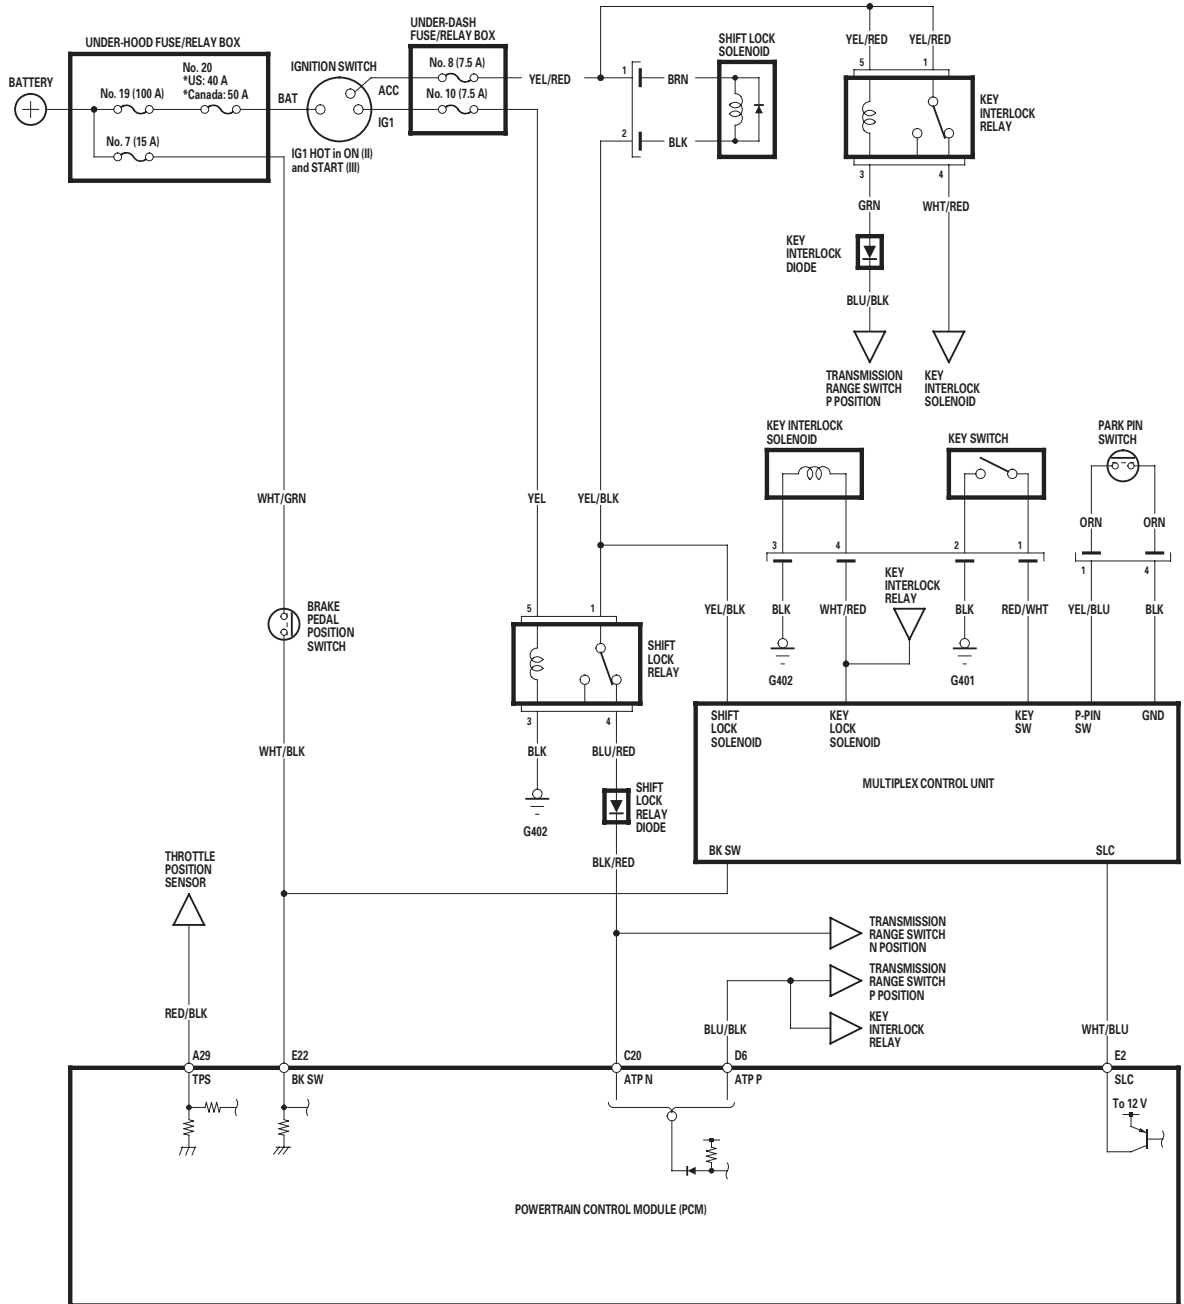 UNDER-HOOD FUSE/RELAY BOX
BATTERY
No. 19 (100 A)
No. 20
*US: 40 A
*Canada: 50 A
No. 7 (15 A)
BAT
IGNITION SWITCH
ACC
IG1
IG1 HOT in ON (II)
and START (III)
UNDER-DASH
FUSE/RELAY BOX
No. 8 (7.5 A)
No. 10 (7.5 A)
YEL/RED
1
BRN
2
BLK
SHIFT LOCK
SOLENOID
YEL/RED
YEL/RED
5
1
KEY
INTERLOCK
RELAY
3
4
GRN
WHT/RED
KEY
INTERLOCK
DIODE
BLU/BLK
TRANSMISSION
RANGE SWITCH
P POSITION
KEY
INTERLOCK
SOLENOID
KEY INTERLOCK
SOLENOID
KEY SWITCH
PARK PIN
SWITCH
WHT/GRN
YEL
YEL/BLK
ORN
ORN
3
4
2
1
1
4
KEY
INTERLOCK
RELAY
BRAKE
PEDAL
POSITION
SWITCH
5
1
YEL/BLK
BLK
WHT/RED
BLK
RED/WHT
YEL/BLU
BLK
SHIFT
LOCK
RELAY
G402
G401
3
4
SHIFT
LOCK
SOLENOID
KEY
LOCK
SOLENOID
KEY
SW
P-PIN
SW
GND
WHT/BLK
BLK
BLU/RED
MULTIPLEX CONTROL UNIT
SHIFT
LOCK
RELAY
DIODE
G402
BK SW
SLC
BLK/RED
THROTTLE
POSITION
SENSOR
TRANSMISSION
RANGE SWITCH
N POSITION
TRANSMISSION
RANGE SWITCH
P POSITION
KEY
INTERLOCK
RELAY
RED/BLK
BLU/BLK
WHT/BLU
A29
E22
C20
D6
E2
TPS
BK SW
ATP N
ATP P
SLC
To 12 V
POWERTRAIN CONTROL MODULE (PCM)